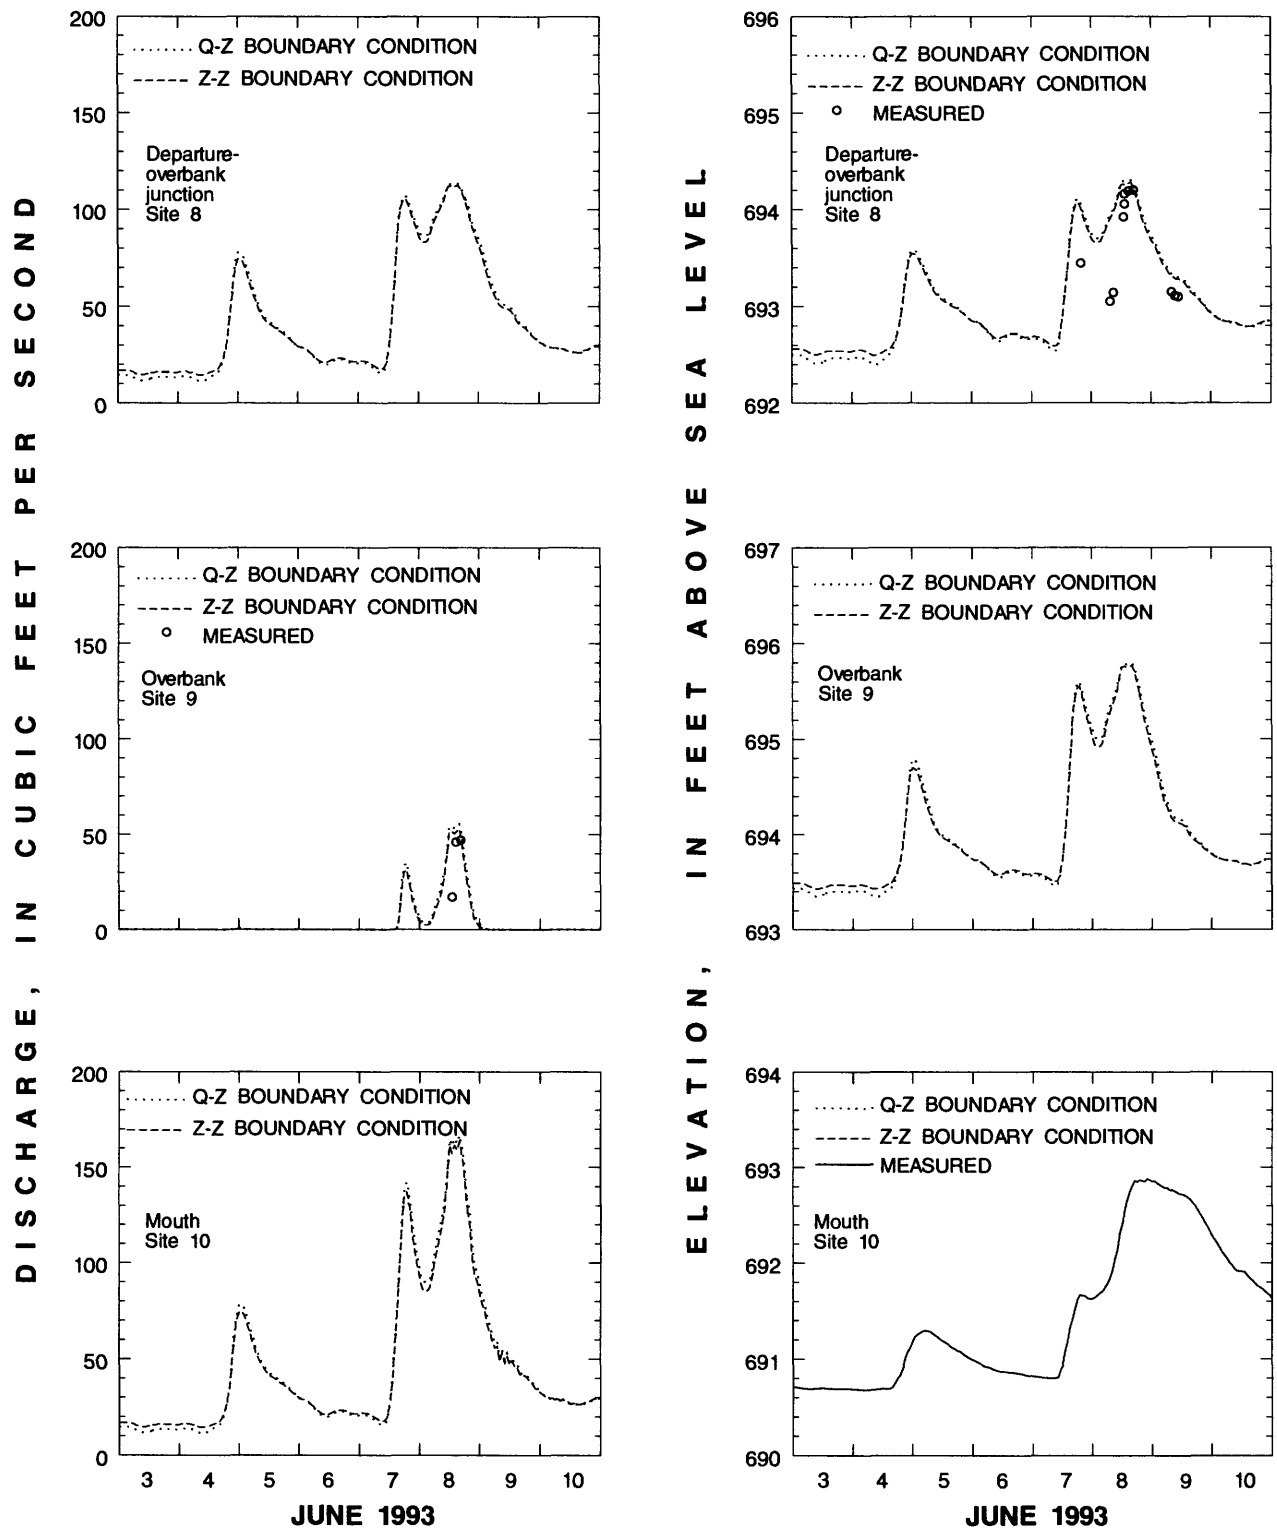 DISCHARGE, IN CUBIC FEET PER SECOND
200
150
100
50
0
Q-Z BOUNDARY CONDITION
Z-Z BOUNDARY CONDITION
Departure-
overbank
junction
Site 8
200
150
100
50
0
Q-Z BOUNDARY CONDITION
Z-Z BOUNDARY CONDITION
MEASURED
Overbank
Site 9
200
150
100
50
0
Q-Z BOUNDARY CONDITION
Z-Z BOUNDARY CONDITION
Mouth
Site 10
3 4 5 6 7 8 9 10
JUNE 1993
ELEVATION, IN FEET ABOVE SEA LEVEL
696
695
694
693
692
Q-Z BOUNDARY CONDITION
Z-Z BOUNDARY CONDITION
MEASURED
Departure-
overbank
junction
Site 8
697
696
695
694
693
Q-Z BOUNDARY CONDITION
Z-Z BOUNDARY CONDITION
Overbank
Site 9
694
693
692
691
690
Q-Z BOUNDARY CONDITION
Z-Z BOUNDARY CONDITION
MEASURED
Mouth
Site 10
3 4 5 6 7 8 9 10
JUNE 1993